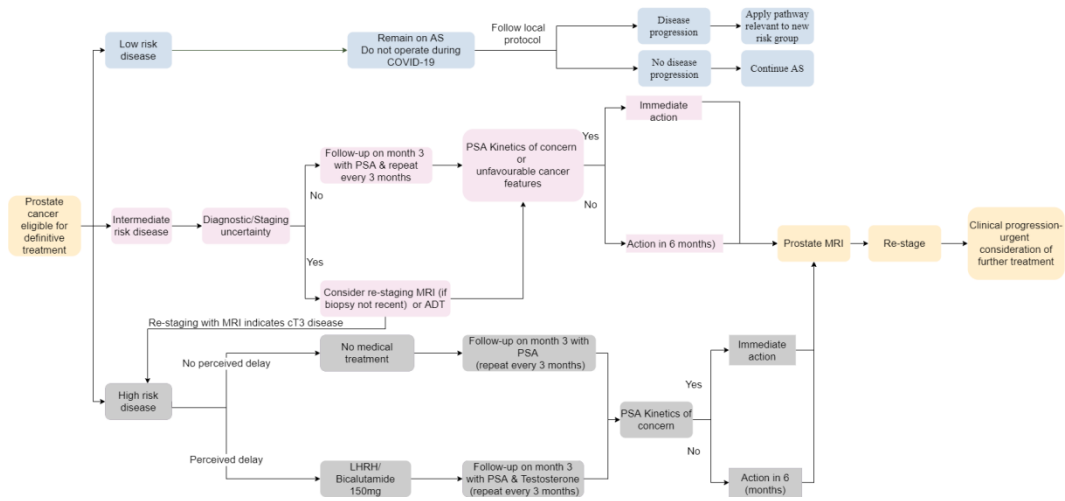 Low risk
disease
Remain on AS
Do not operate during
COVID-19
Follow local
protocol
Disease
progression
Apply pathway
relevant to new
risk group
No disease
progression
Continue AS
Prostate
cancer
eligible for
definitive
treatment
Intermediate
risk disease
Diagnostic/Staging
uncertainty
No
Follow-up on month 3
with PSA & repeat
every 3 months
Yes
Consider re-staging MRI (if
biopsy not recent) or ADT
PSA Kinetics of concern
or
unfavourable cancer
features
Yes
Immediate
action
No
Action in 6 months)
Prostate MRI
Re-stage
Clinical progression-
urgent
consideration of
further treatment
Re-staging with MRI indicates cT3 disease
High risk
disease
No perceived delay
No medical
treatment
Follow-up on month 3 with
PSA
(repeat every 3 months)
Perceived delay
LHRH/
Bicalutamide
150mg
Follow-up on month 3
with PSA & Testosterone
(repeat every 3 months)
PSA Kinetics of
concern
Yes
Immediate
action
No
Action in 6
(months)